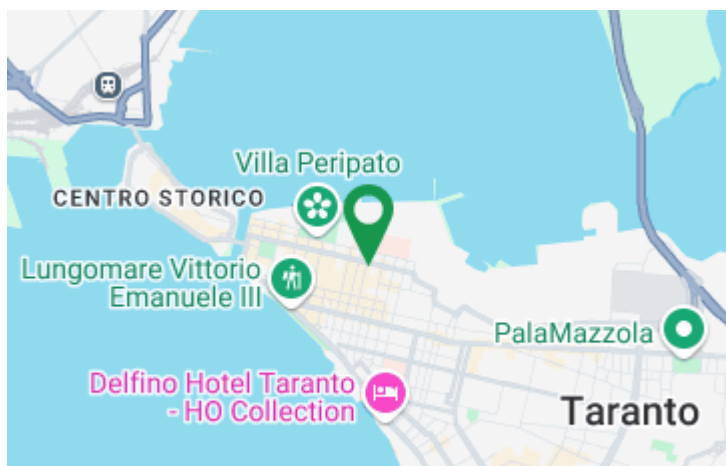 Villa Peripato
CENTRO STORICO
Lungomare Vittorio
Emanuele III
PalaMazzola
Delfino Hotel Taranto
- HO Collection
Taranto